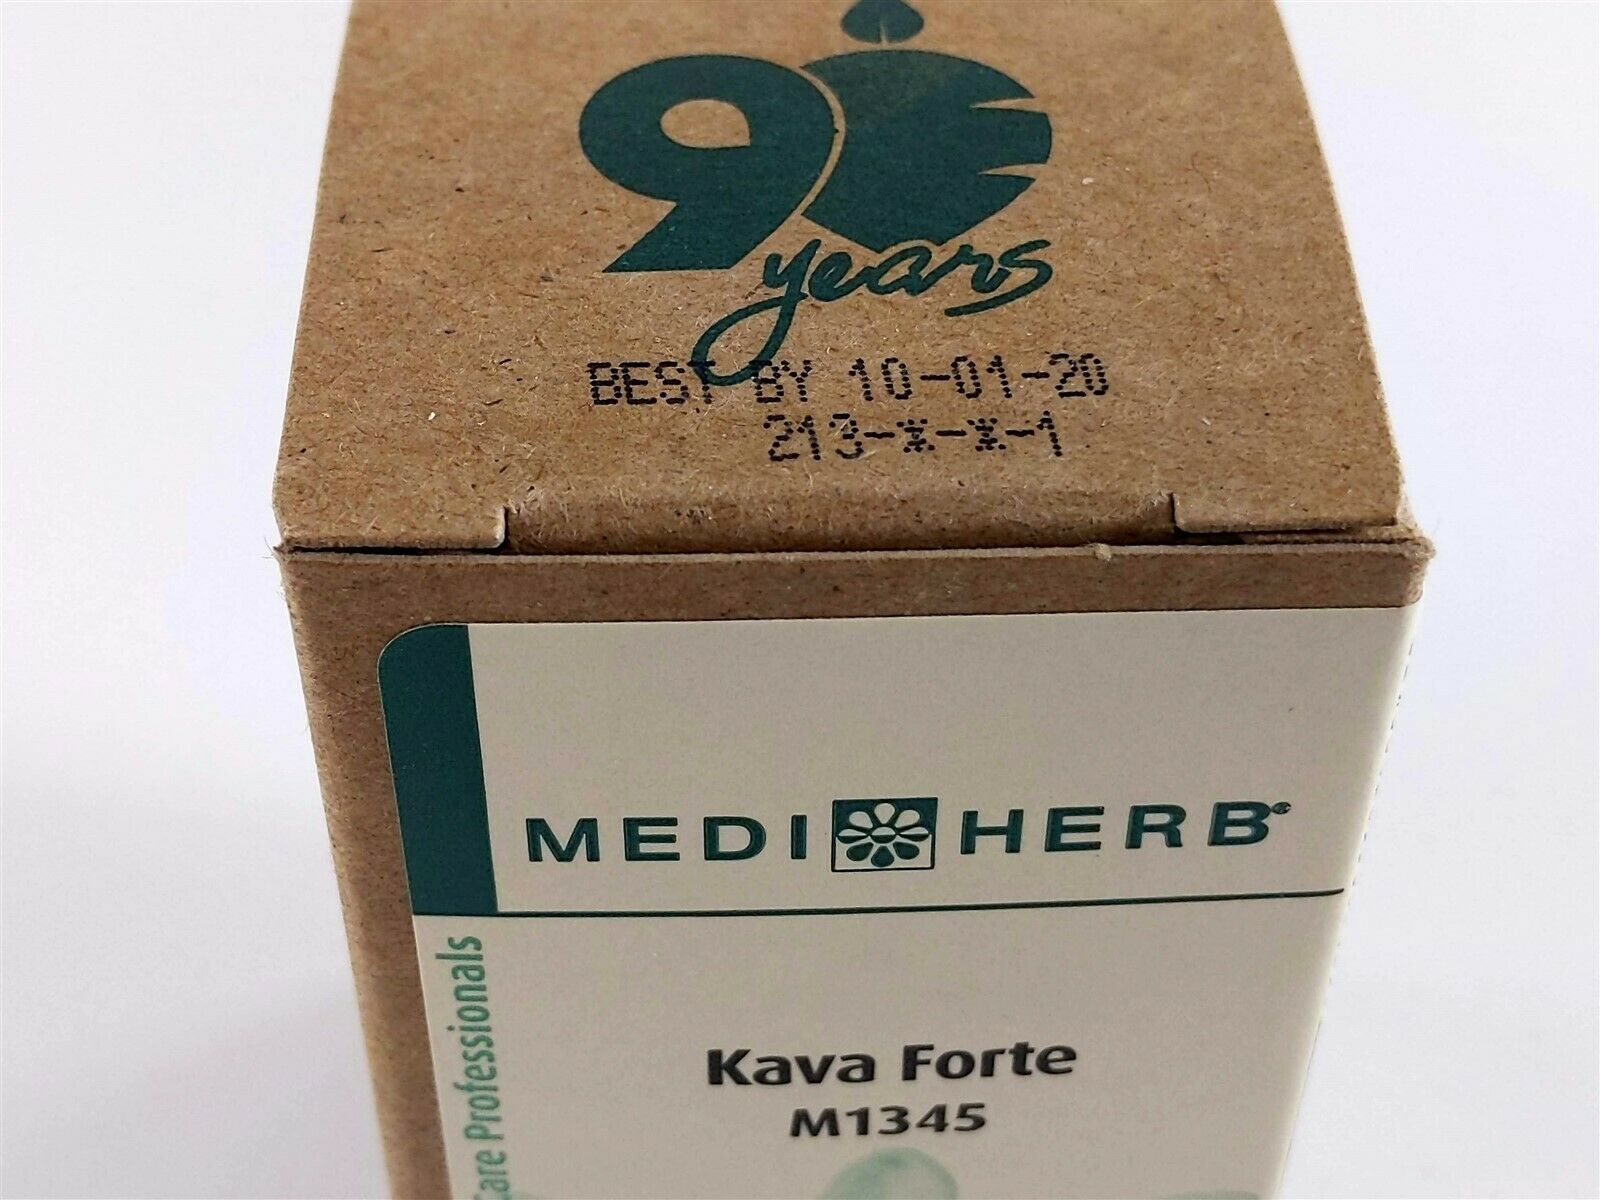 90
years
BEST BY 10-01-20
213-*-*-1
MEDI HERB®
Kava Forte
M1345
Care Professionals